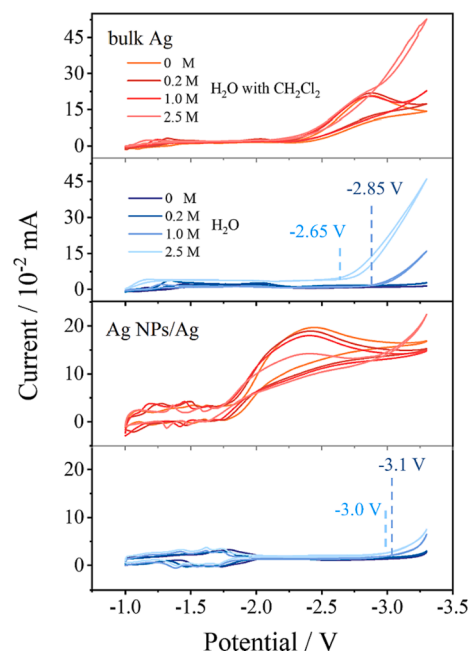 45
30
15
0
bulk Ag
0 M
0.2 M
1.0 M
2.5 M
H₂O with CH₂Cl₂
45
30
15
0
0 M
0.2 M
1.0 M
2.5 M
H₂O
-2.65 V
-2.85 V
20
10
0
Ag NPs/Ag
20
10
0
-3.1 V
-3.0 V
-1.0 -1.5 -2.0 -2.5 -3.0 -3.5
Current / 10⁻² mA
Potential / V